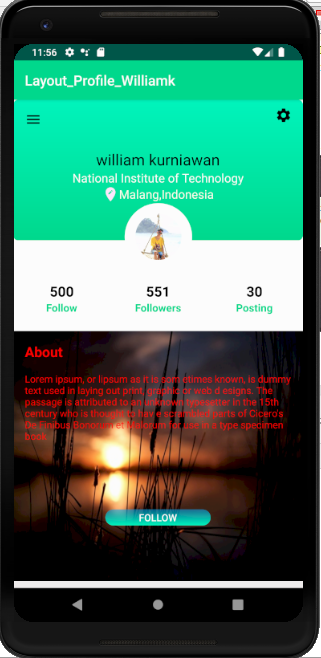 11:56
Layout_Profile_Williamk
william kurniawan
National Institute of Technology
Malang,Indonesia
500 551 30
Follow Followers Posting
About
Lorem ipsum, or lipsum as it is sometimes known, is dummy
text used in laying out print, graphic or web designs. The
passage is attributed to an unknown typesetter in the 15th
century who is thought to have scrambled parts of Cicero's
De Finibus Bonorum et Malorum for use in a type specimen
book
FOLLOW